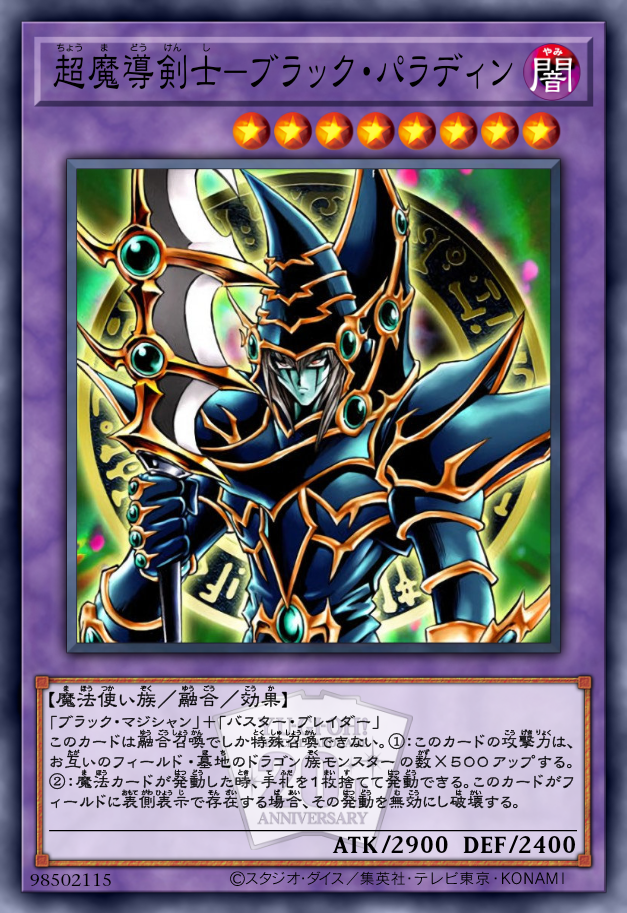 超魔導剣士－ブラック・パラディン
闇
【魔法使い族／融合／効果】
「ブラック・マジシャン」＋「バスター・ブレイダー」
このカードは融合召喚でしか特殊召喚できない。①：このカードの攻撃力は、
お互いのフィールド・墓地のドラゴン族モンスターの数×５００アップする。
②：魔法カードが発動した時、手札を１枚捨てて発動できる。このカードがフ
ィールドに表側表示で存在する場合、その発動を無効にし破壊する。
ANNIVERSARY
ATK/2900 DEF/2400
98502115 ©スタジオ・ダイス／集英社・テレビ東京・KONAMI